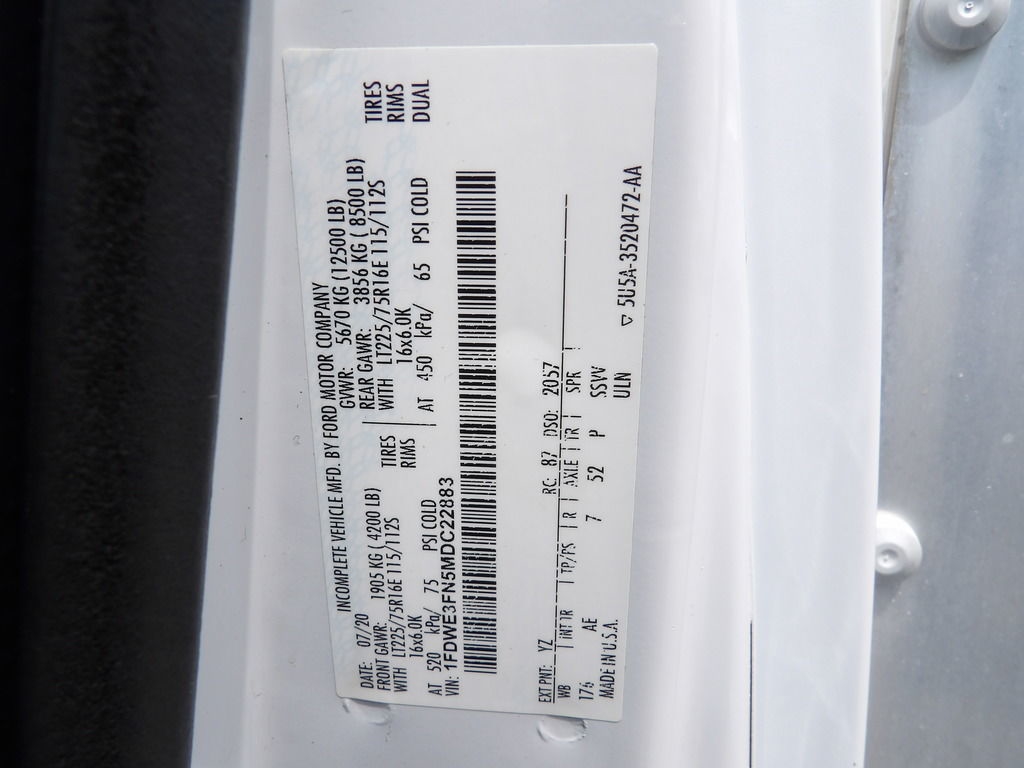 INCOMPLETE VEHICLE MFD. BY FORD MOTOR COMPANY
DATE: 07/20 GVWR: 5670 KG (12500 LB)
FRONT GAWR: 1905 KG ( 4200 LB) REAR GAWR: 3856 KG ( 8500 LB)
WITH LT225/75R16E 115/112S TIRES WITH LT225/75R16E 115/112S TIRES
16x6.0K RIMS 16x6.0K RIMS
AT 520 kPa/ 75 PSI COLD AT 450 kPa/ 65 PSI COLD DUAL
VIN: 1FDWE3FN5MDC22883
EXT PNT: YZ RC: 87 DSO: 2057
WB INT TR TP/PS R AXLE TR SPR
176 AE 7 52 P SSVV
MADE IN U.S.A. ULN
▽ 5U5A-3520472-AA